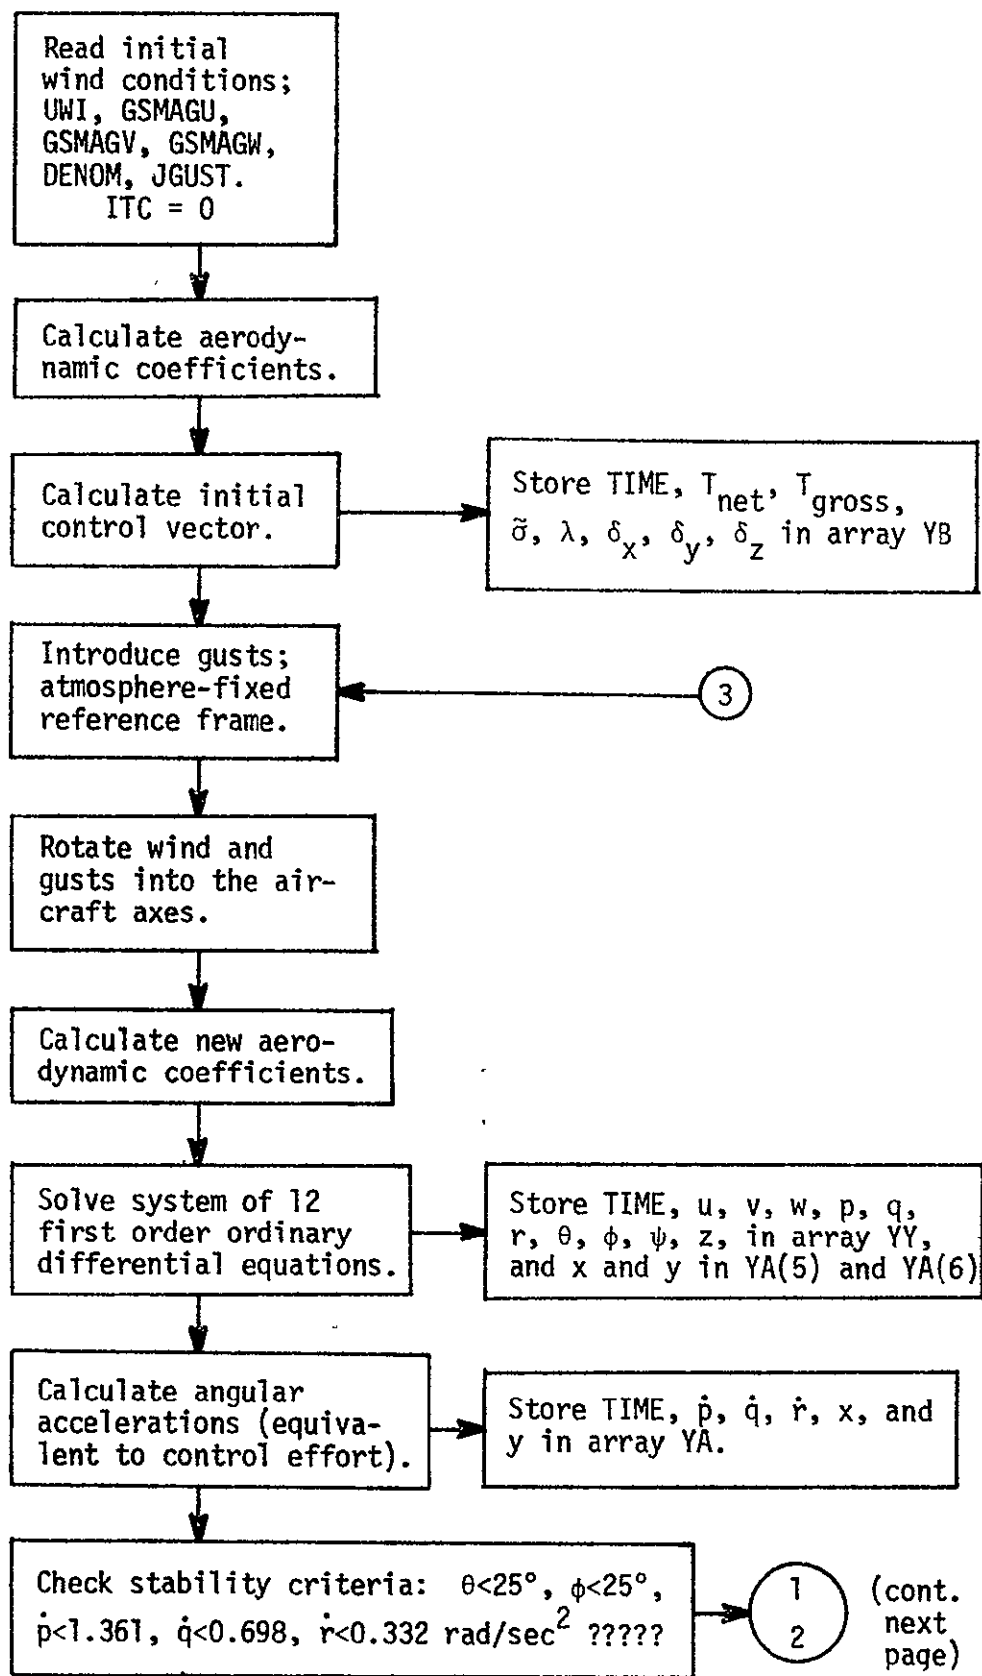 Read initial
wind conditions;
UWI, GSMAGU,
GSMAGV, GSMAGW,
DENOM, JGUST.
ITC = 0
Calculate aerody-
namic coefficients.
Calculate initial
control vector.
Store TIME, T_net, T_gross,
σ̃, λ, δ_x, δ_y, δ_z in array YB
Introduce gusts;
atmosphere-fixed
reference frame.
3
Rotate wind and
gusts into the air-
craft axes.
Calculate new aero-
dynamic coefficients.
Solve system of 12
first order ordinary
differential equations.
Store TIME, u, v, w, p, q,
r, θ, φ, ψ, z, in array YY,
and x and y in YA(5) and YA(6)
Calculate angular
accelerations (equiva-
lent to control effort).
Store TIME, ṗ, q̇, ṙ, x, and
y in array YA.
Check stability criteria: θ<25°, φ<25°,
ṗ<1.361, q̇<0.698, ṙ<0.332 rad/sec² ?????
1
2
(cont.
next
page)